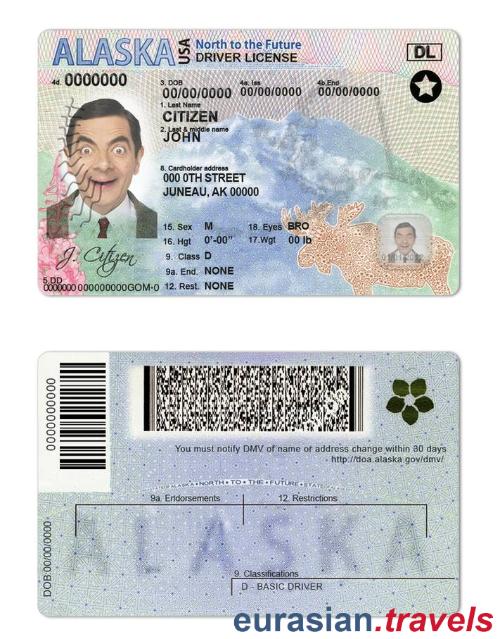 ALASKA USA North to the Future
DRIVER LICENSE
DL
4d. 0000000
3. DOB 4a. Iss 4b.End
00/00/0000 00/00/0000 00/00/0000
1. Last Name
CITIZEN
2. Last & middle name
JOHN
8. Cardholder address
000 0TH STREET
JUNEAU, AK 00000
15. Sex M 18. Eyes BRO
16. Hgt 0'-00" 17.Wgt 00 lb
9. Class D
9a. End. NONE
12. Rest. NONE
J. Citizen
5.DD
0000000 000000000GOM-0
0000000000
You must notify DMV of name or address change within 30 days
- http://doa.alaska.gov/dmv/
NORTH • TO • THE • FUTURE
9a. Endorsements 12. Restrictions
ALASKA
9. Classifications
D - BASIC DRIVER
DOB:00/00/0000
eurasian.travels